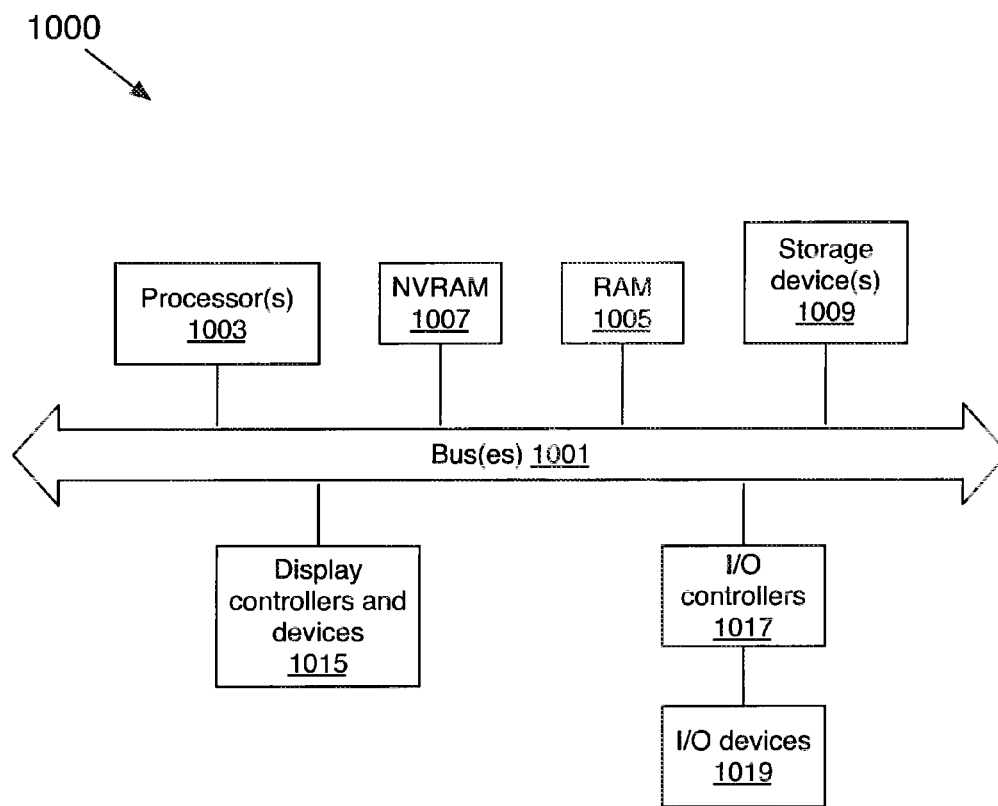 1000
Processor(s)
1003
NVRAM
1007
RAM
1005
Storage
device(s)
1009
Bus(es) 1001
Display
controllers and
devices
1015
I/O
controllers
1017
I/O devices
1019